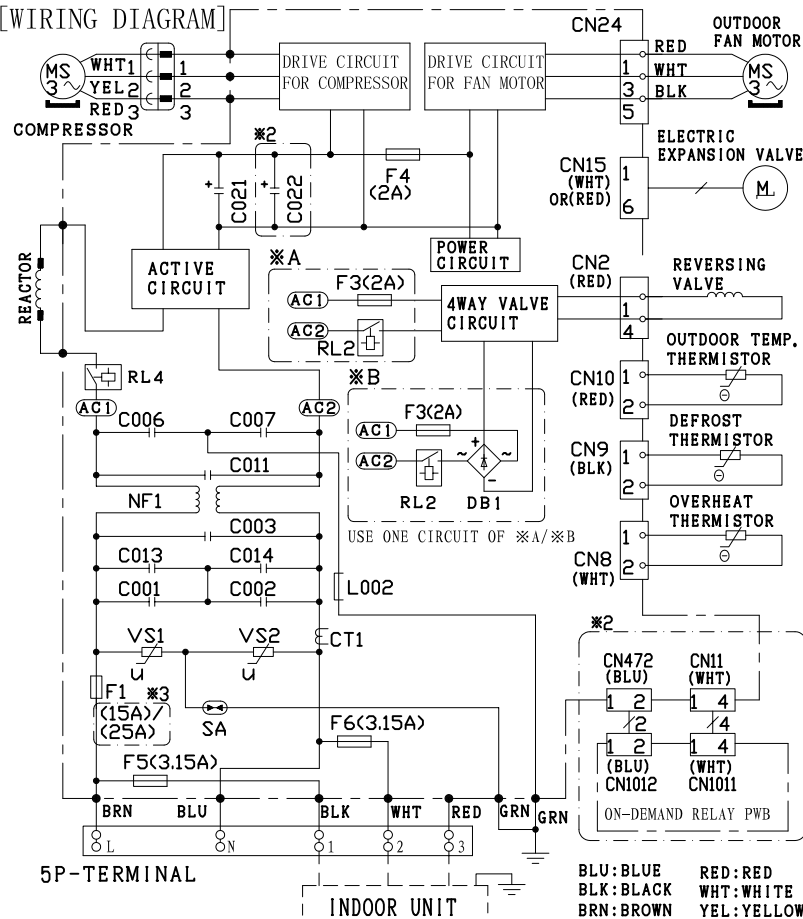 [WIRING DIAGRAM]
CN24
OUTDOOR
FAN MOTOR
MS
3
WHT 1
YEL 2
RED 3
1
2
3
COMPRESSOR
DRIVE CIRCUIT
FOR COMPRESSOR
DRIVE CIRCUIT
FOR FAN MOTOR
1
3
5
RED
WHT
BLK
MS
3
※2
+
C021
+
C022
F4
(2A)
CN15
(WHT)
OR(RED)
1
6
ELECTRIC
EXPANSION VALVE
M
REACTOR
ACTIVE
CIRCUIT
POWER
CIRCUIT
※A
F3(2A)
AC1
AC2
RL2
4WAY VALVE
CIRCUIT
CN2
(RED)
1
4
REVERSING
VALVE
RL4
AC1
AC2
※B
F3(2A)
AC1
AC2
RL2
DB1
+
~
~
-
USE ONE CIRCUIT OF ※A/※B
CN10
(RED)
1
2
OUTDOOR TEMP.
THERMISTOR
CN9
(BLK)
1
2
DEFROST
THERMISTOR
CN8
(WHT)
1
2
OVERHEAT
THERMISTOR
C006
C007
C011
NF1
C003
C013
C014
C001
C002
L002
VS1
U
VS2
U
CT1
F1
※3
(15A)/
(25A)
SA
F6(3.15A)
F5(3.15A)
※2
CN472
(BLU)
CN11
(WHT)
1 2
1 4
2
4
1 2
1 4
(BLU)
CN1012
(WHT)
CN1011
ON-DEMAND RELAY PWB
BRN
BLU
BLK
WHT
RED
GRN
GRN
L
N
1
2
3
5P-TERMINAL
INDOOR UNIT
BLU:BLUE
RED:RED
BLK:BLACK
WHT:WHITE
BRN:BROWN
YEL:YELLOW